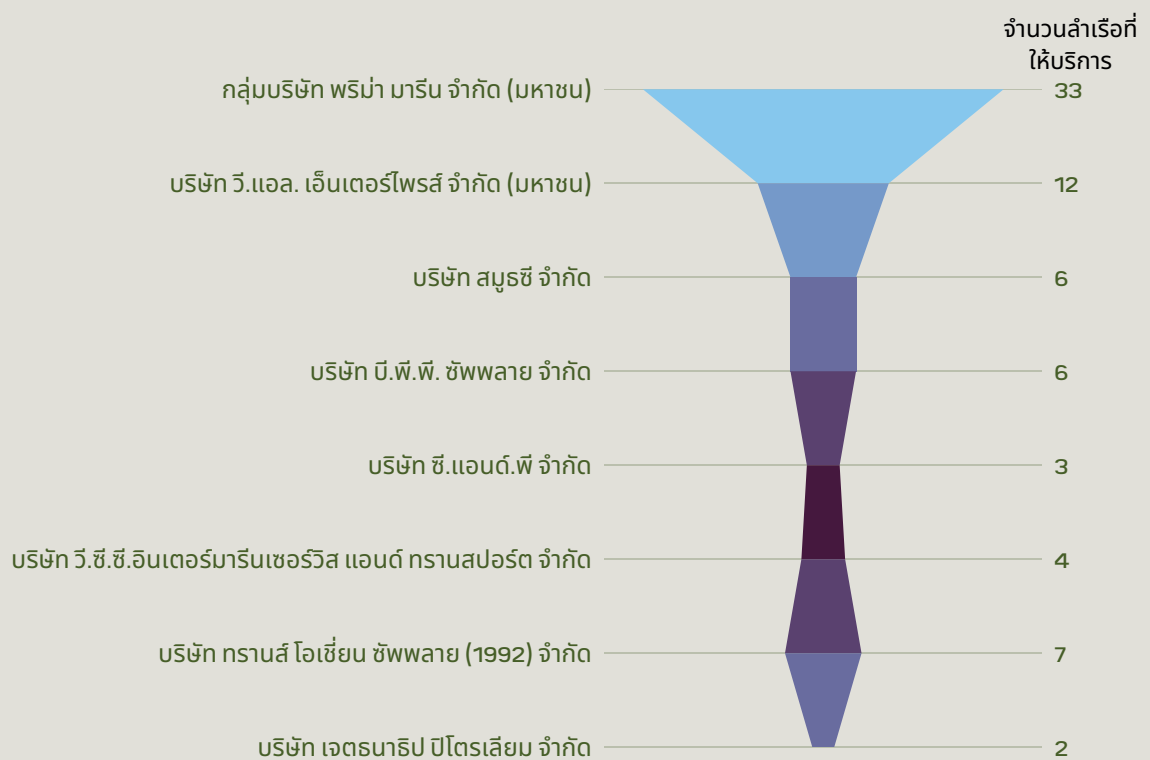 จำนวนลำเรือที่
ให้บริการ
กลุ่มบริษัท พริม่า มารีน จำกัด (มหาชน) 33
บริษัท วี.แอล. เอ็นเตอร์ไพรส์ จำกัด (มหาชน) 12
บริษัท สมูธซี จำกัด 6
บริษัท บี.พี.พี. ซัพพลาย จำกัด 6
บริษัท ซี.แอนด์.พี จำกัด 3
บริษัท วี.ซี.ซี.อินเตอร์มารีนเซอร์วิส แอนด์ ทรานสปอร์ต จำกัด 4
บริษัท ทรานส์ โอเชี่ยน ซัพพลาย (1992) จำกัด 7
บริษัท เจตธนาธิป ปิโตรเลียม จำกัด 2